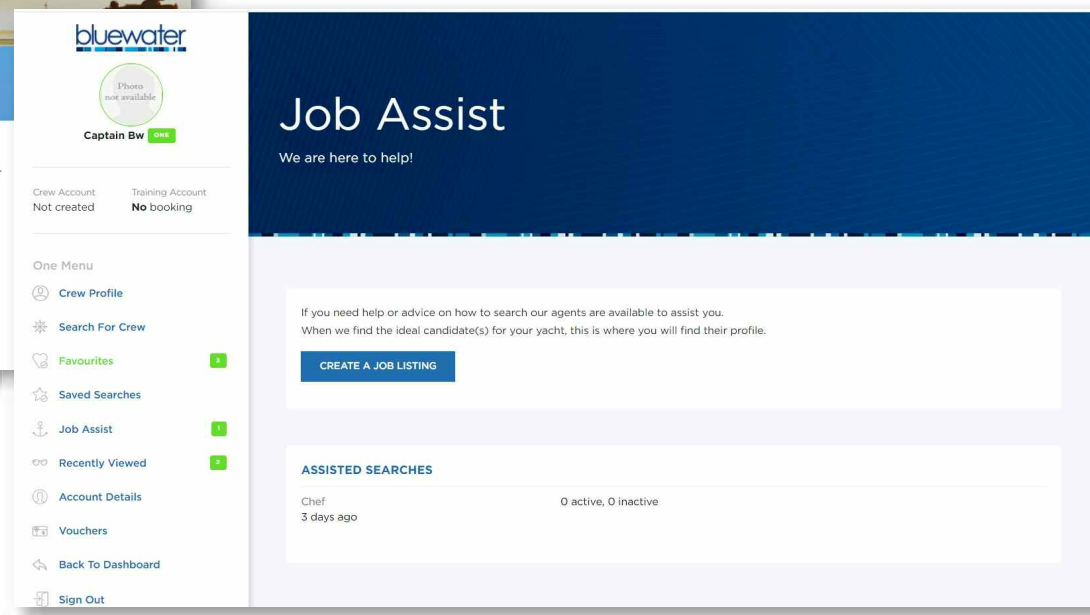 bluewater
Photo
not available
Captain Bw ONE
Crew Account
Not created
Training Account
No booking
One Menu
Crew Profile
Search For Crew
Favourites
Saved Searches
Job Assist 1
Recently Viewed
Account Details
Vouchers
Back To Dashboard
Sign Out
Job Assist
We are here to help!
If you need help or advice on how to search our agents are available to assist you.
When we find the ideal candidate(s) for your yacht, this is where you will find their profile.
CREATE A JOB LISTING
ASSISTED SEARCHES
Chef
3 days ago
0 active, 0 inactive